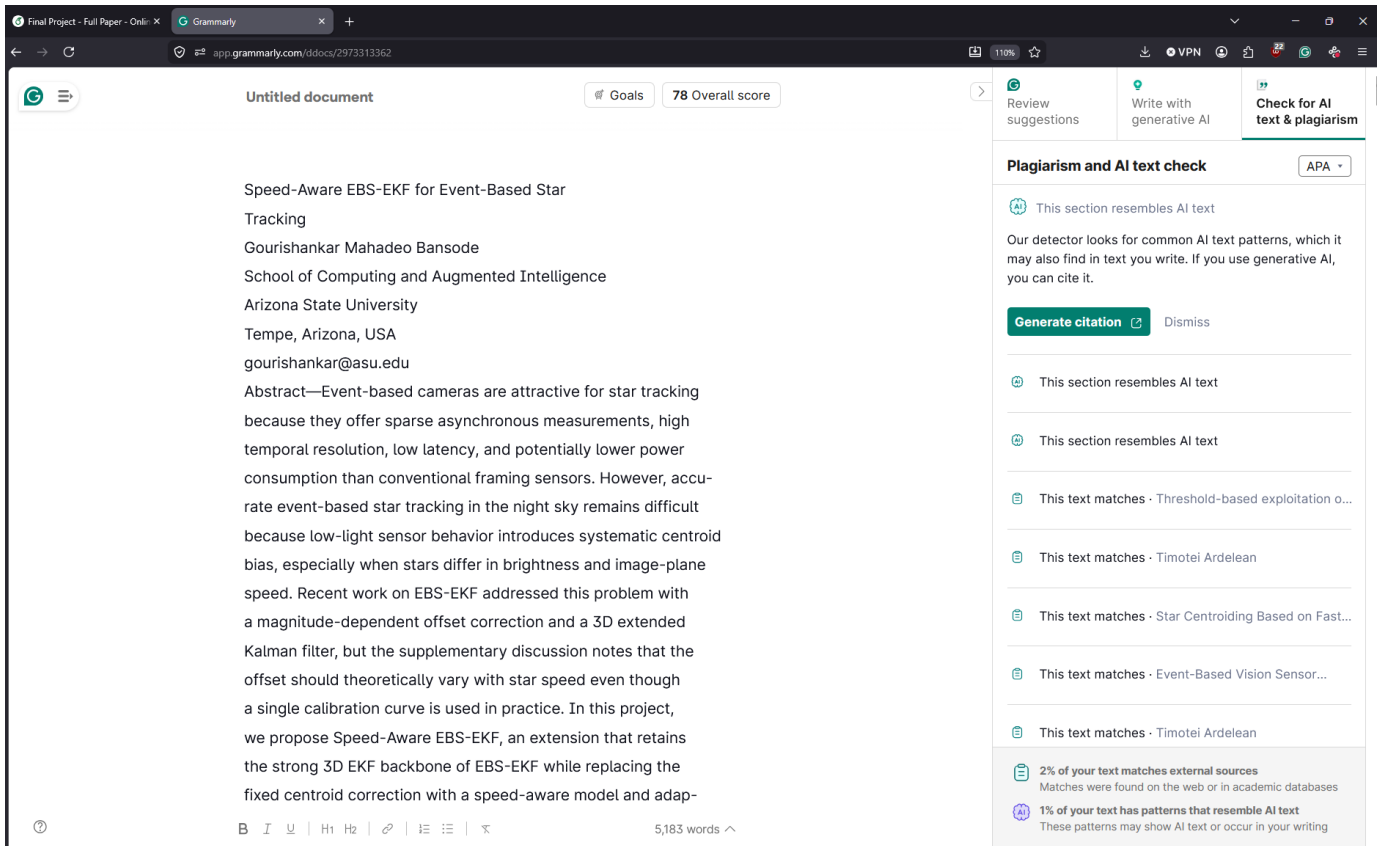 Final Project - Full Paper - Onlin
Grammarly
app.grammarly.com/ddocs/2973313362
110%
VPN
22
Untitled document
Goals
78 Overall score
Review suggestions
Write with generative AI
Check for AI text & plagiarism
Speed-Aware EBS-EKF for Event-Based Star
Tracking
Gourishankar Mahadeo Bansode
School of Computing and Augmented Intelligence
Arizona State University
Tempe, Arizona, USA
gourishankar@asu.edu
Abstract—Event-based cameras are attractive for star tracking
because they offer sparse asynchronous measurements, high
temporal resolution, low latency, and potentially lower power
consumption than conventional framing sensors. However, accu-
rate event-based star tracking in the night sky remains difficult
because low-light sensor behavior introduces systematic centroid
bias, especially when stars differ in brightness and image-plane
speed. Recent work on EBS-EKF addressed this problem with
a magnitude-dependent offset correction and a 3D extended
Kalman filter, but the supplementary discussion notes that the
offset should theoretically vary with star speed even though
a single calibration curve is used in practice. In this project,
we propose Speed-Aware EBS-EKF, an extension that retains
the strong 3D EKF backbone of EBS-EKF while replacing the
fixed centroid correction with a speed-aware model and adap-
B I U H1 H2
5,183 words
Plagiarism and AI text check
APA
AI This section resembles AI text
Our detector looks for common AI text patterns, which it
may also find in text you write. If you use generative AI,
you can cite it.
Generate citation
Dismiss
AI This section resembles AI text
AI This section resembles AI text
This text matches · Threshold-based exploitation o...
This text matches · Timotei Ardelean
This text matches · Star Centroiding Based on Fast...
This text matches · Event-Based Vision Sensor...
This text matches · Timotei Ardelean
2% of your text matches external sources
Matches were found on the web or in academic databases
AI 1% of your text has patterns that resemble AI text
These patterns may show AI text or occur in your writing